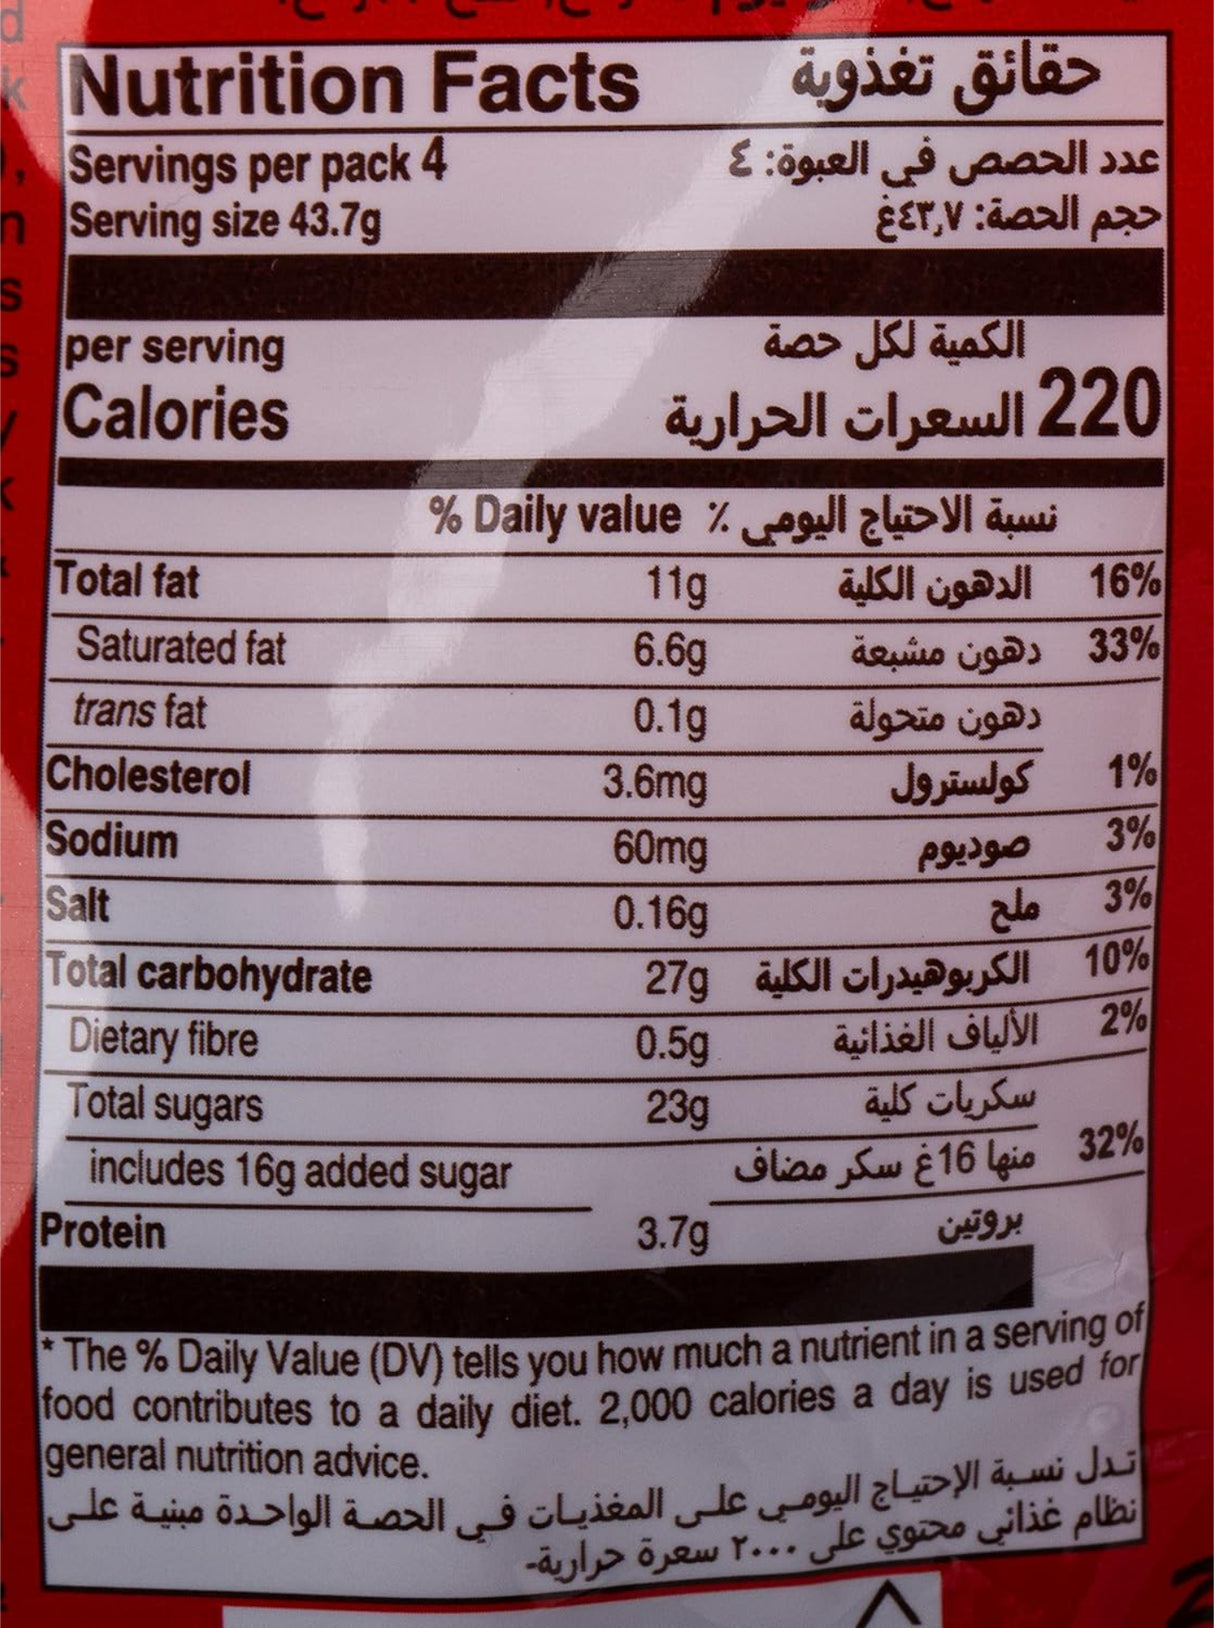 Nutrition Facts حقائق تغذوية
Servings per pack 4 عدد الحصص في العبوة: ٤
Serving size 43.7g حجم الحصة: ٤٣,٧غ
per serving الكمية لكل حصة
Calories السعرات الحرارية 220
% Daily value ٪ نسبة الاحتياج اليومي
Total fat 11g الدهون الكلية 16%
Saturated fat 6.6g دهون مشبعة 33%
trans fat 0.1g دهون متحولة
Cholesterol 3.6mg كولسترول 1%
Sodium 60mg صوديوم 3%
Salt 0.16g ملح 3%
Total carbohydrate 27g الكربوهيدرات الكلية 10%
Dietary fibre 0.5g الألياف الغذائية 2%
Total sugars 23g سكريات كلية
includes 16g added sugar منها 16غ سكر مضاف 32%
Protein 3.7g بروتين
* The % Daily Value (DV) tells you how much a nutrient in a serving of
food contributes to a daily diet. 2,000 calories a day is used for
general nutrition advice.
تدل نسبة الإحتياج اليومي على المغذيات في الحصة الواحدة مبنية على
نظام غذائي محتوي على ٢٠٠٠ سعرة حرارية-